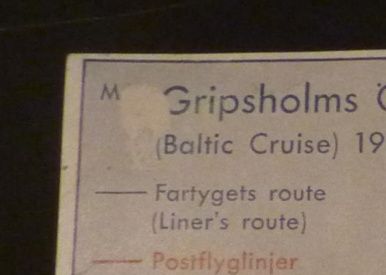 M Gripsholms
(Baltic Cruise) 19
Fartygets route
(Liner's route)
Postflyglinjer